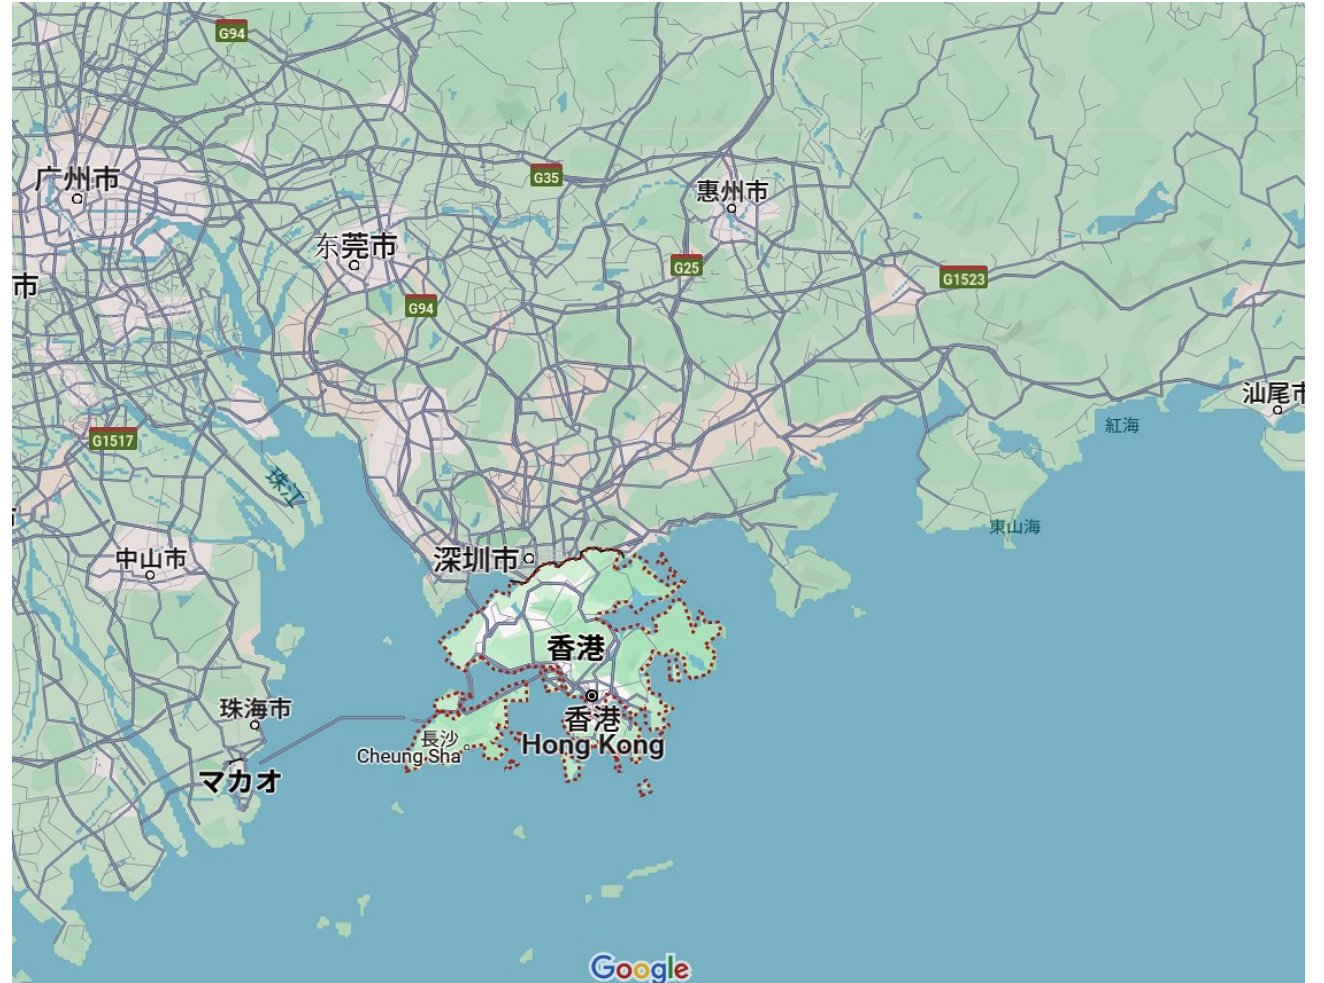 G94
广州市
G35
惠州市
东莞市
G25
G1523
市
G94
汕尾市
紅海
G1517
珠江
東山海
中山市
深圳市
香港
珠海市
香港
Hong Kong
長沙
Cheung Sha
マカオ
Google